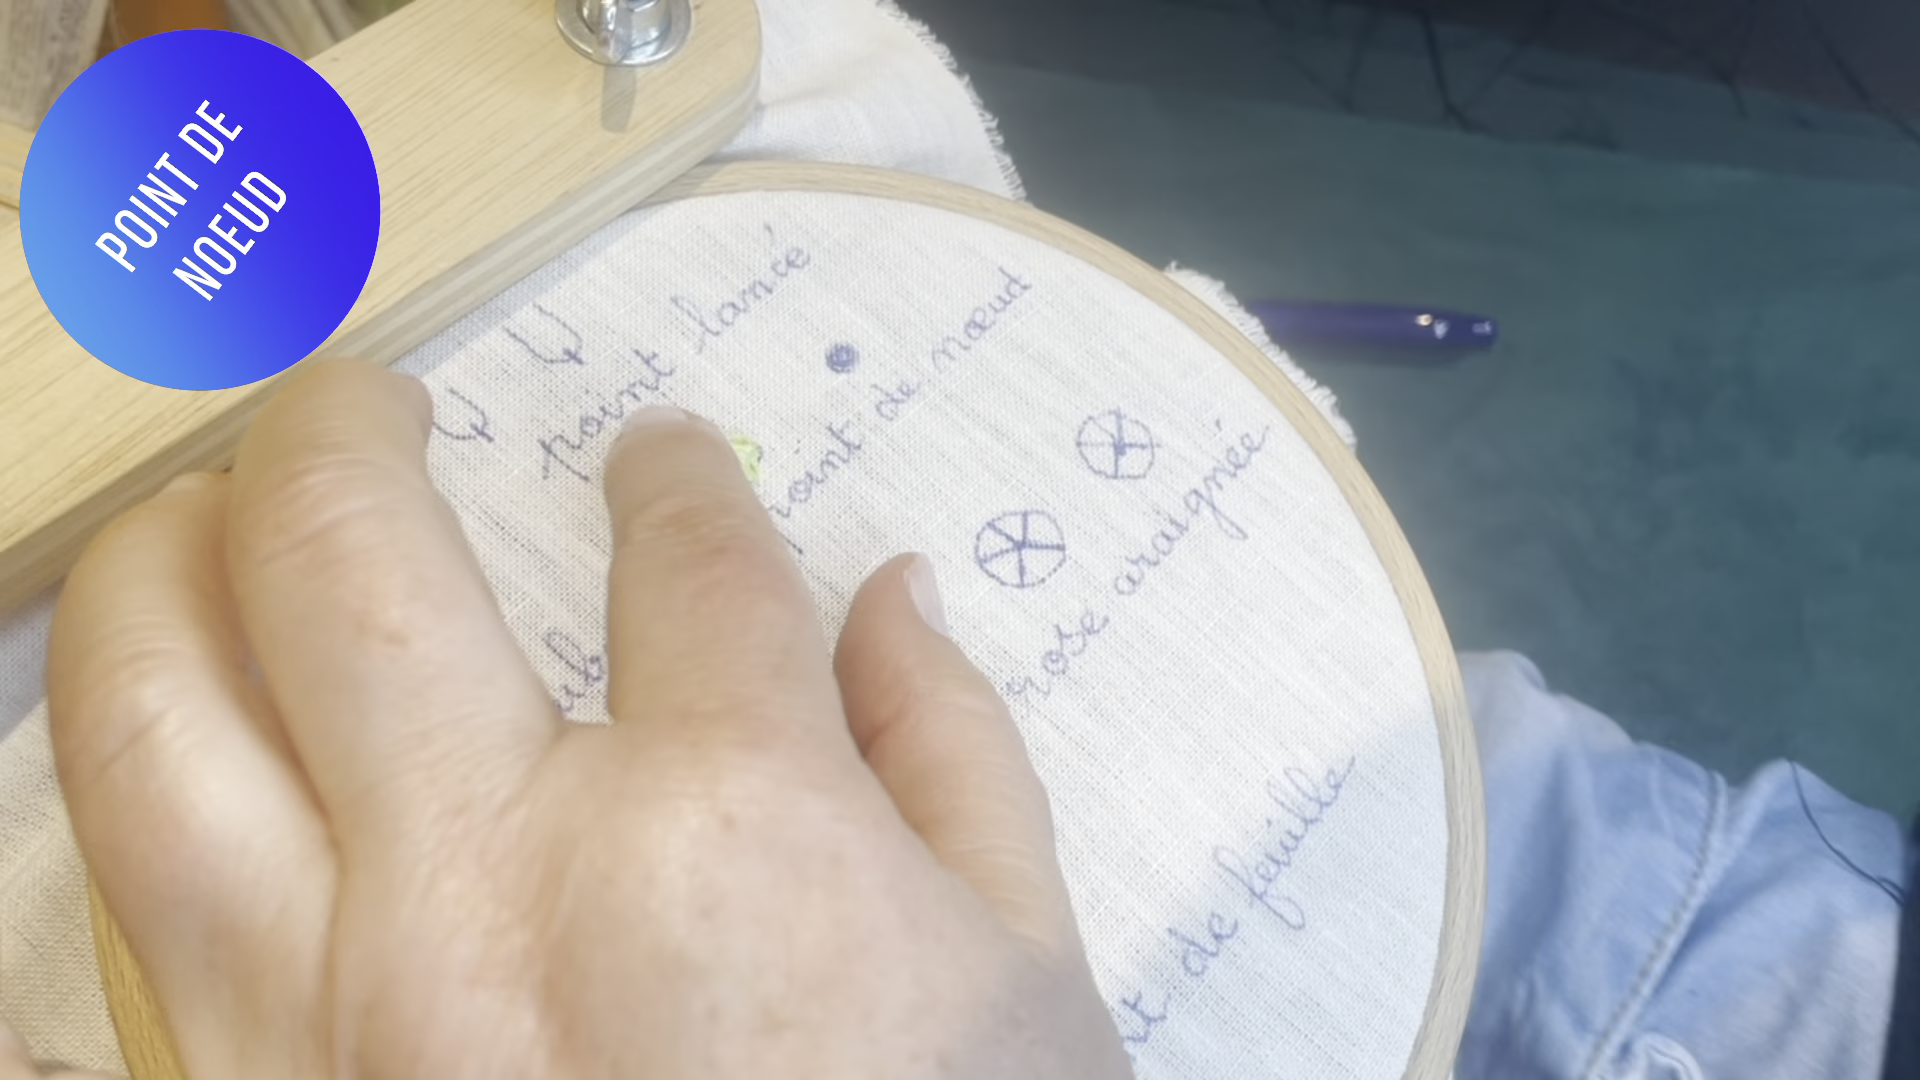 POINT DE
NOEUD
point lancé
point de nœud
rose araignée
de feuille